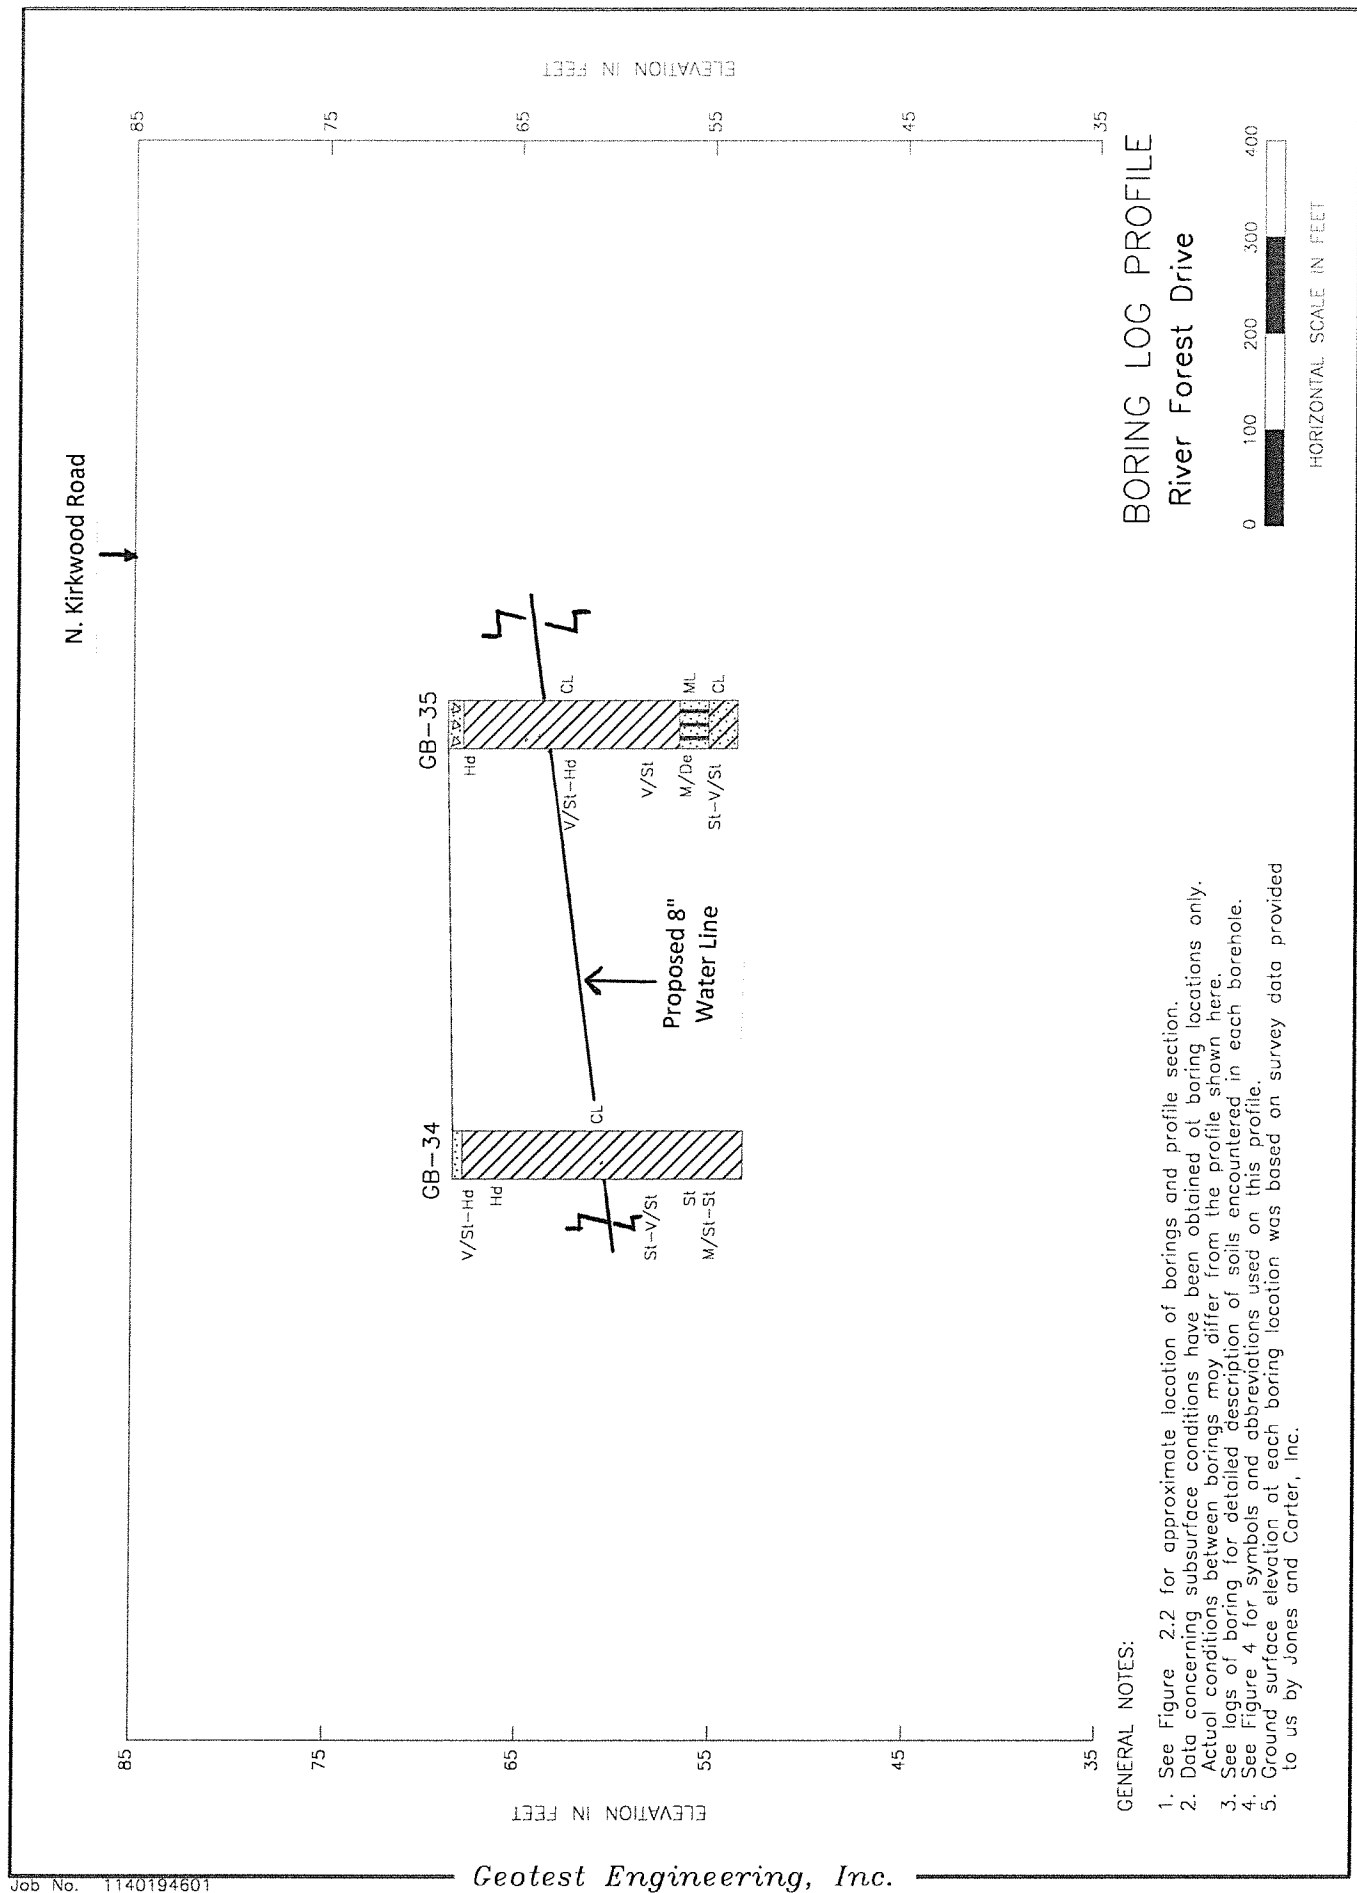 N. Kirkwood Road
ELEVATION IN FEET
85
75
65
55
45
35
ELEVATION IN FEET
85
75
65
55
45
35
GB-34
V/St-Hd
Hd
St-V/St
St
M/St-St
CL
Proposed 8"
Water Line
GB-35
Hd
V/St-Hd
V/St
M/De
St-V/St
CL
ML
CL
GENERAL NOTES:
1. See Figure 2.2 for approximate location of borings and profile section.
2. Data concerning subsurface conditions have been obtained at boring locations only.
Actual conditions between borings may differ from the profile shown here.
3. See logs of boring for detailed description of soils encountered in each borehole.
4. See Figure 4 for symbols and abbreviations used on this profile.
5. Ground surface elevation at each boring location was based on survey data provided
to us by Jones and Carter, Inc.
BORING LOG PROFILE
River Forest Drive
0 100 200 300 400
HORIZONTAL SCALE IN FEET
Geotest Engineering, Inc.
Job No. 1140194601